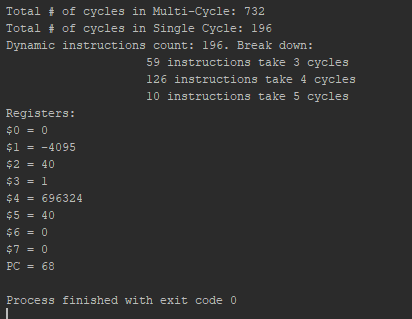 Total # of cycles in Multi-Cycle: 732
Total # of cycles in Single Cycle: 196
Dynamic instructions count: 196. Break down:
59 instructions take 3 cycles
126 instructions take 4 cycles
10 instructions take 5 cycles
Registers:
$0 = 0
$1 = -4095
$2 = 40
$3 = 1
$4 = 696324
$5 = 40
$6 = 0
$7 = 0
PC = 68
Process finished with exit code 0